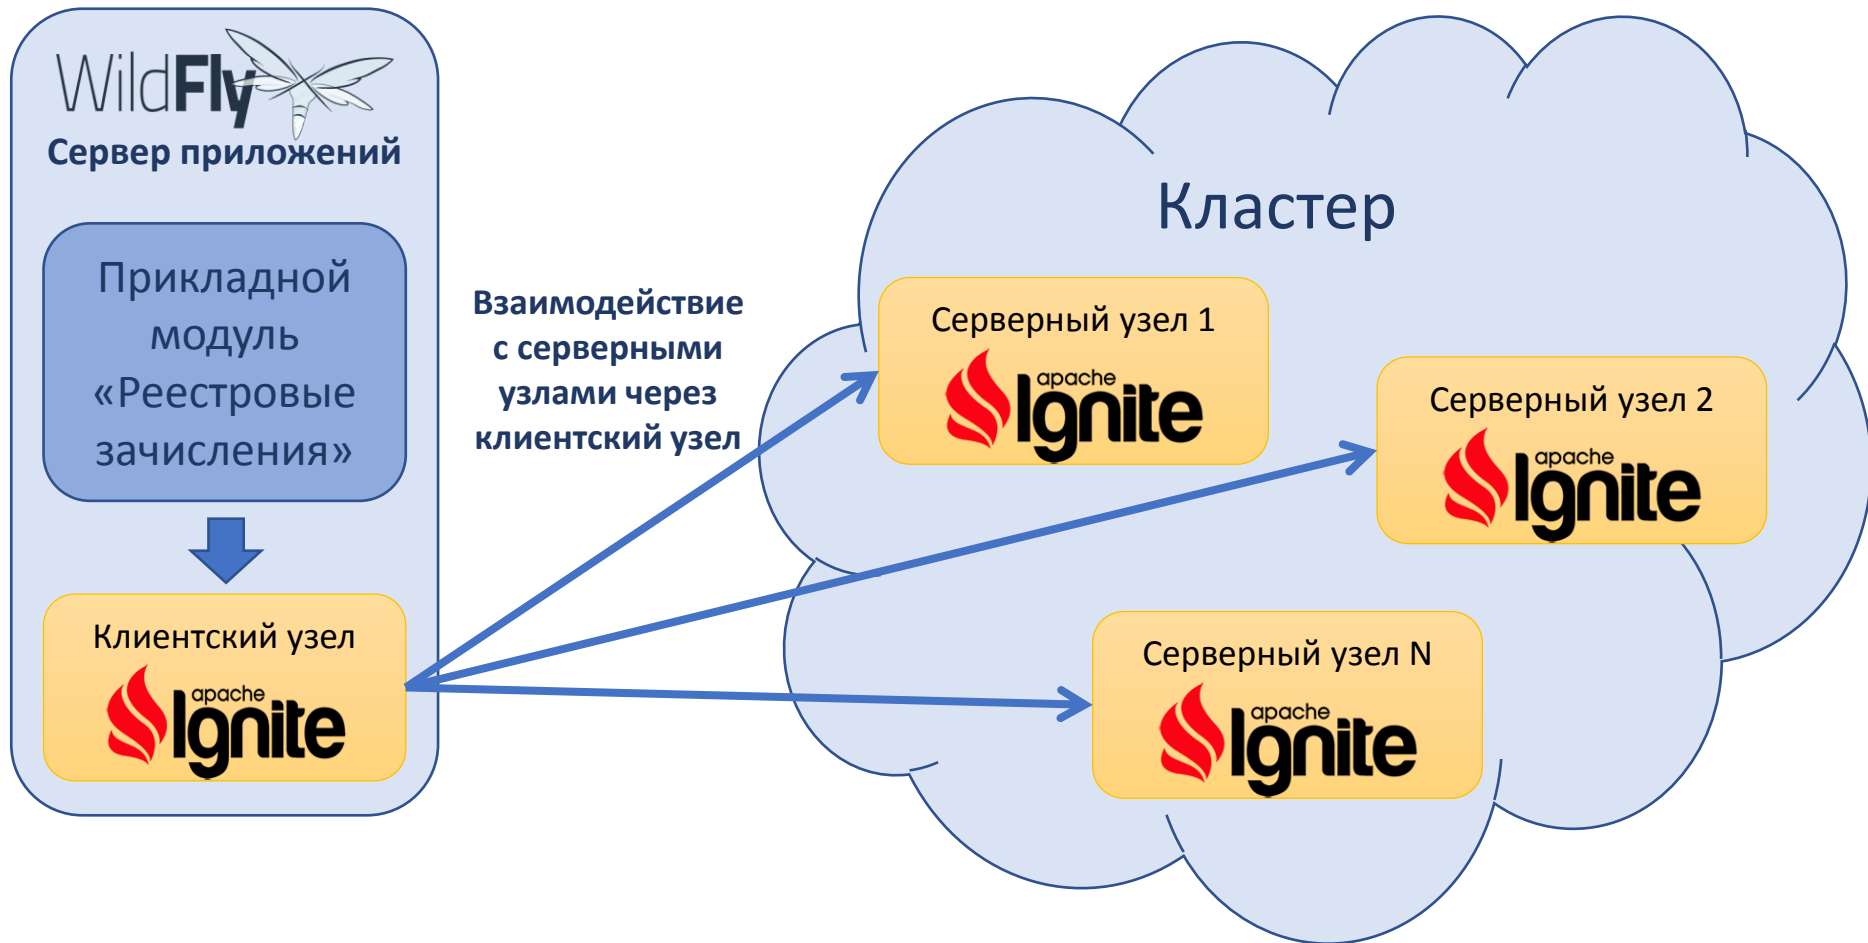 WildFly
Сервер приложений
Прикладной
модуль
«Реестровые
зачисления»
Клиентский узел
apache
Ignite
Взаимодействие
с серверными
узлами через
клиентский узел
Кластер
Серверный узел 1
apache
Ignite
Серверный узел 2
apache
Ignite
Серверный узел N
apache
Ignite